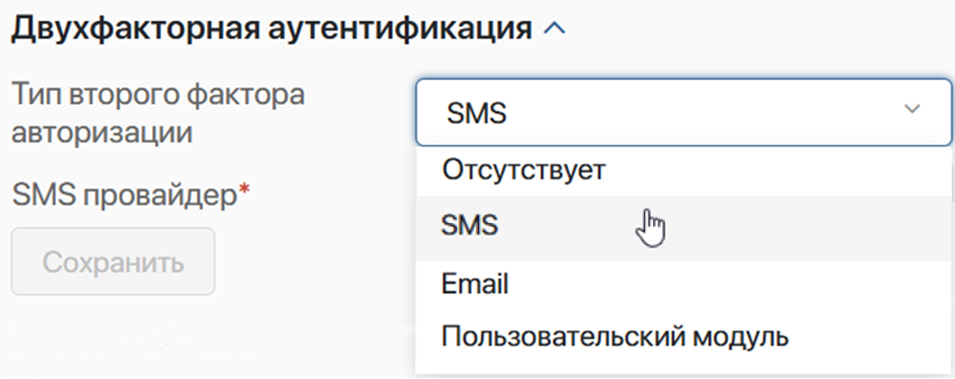 Двухфакторная аутентификация
Тип второго фактора
авторизации
SMS
Отсутствует
SMS
Email
Пользовательский модуль
SMS провайдер*
Сохранить